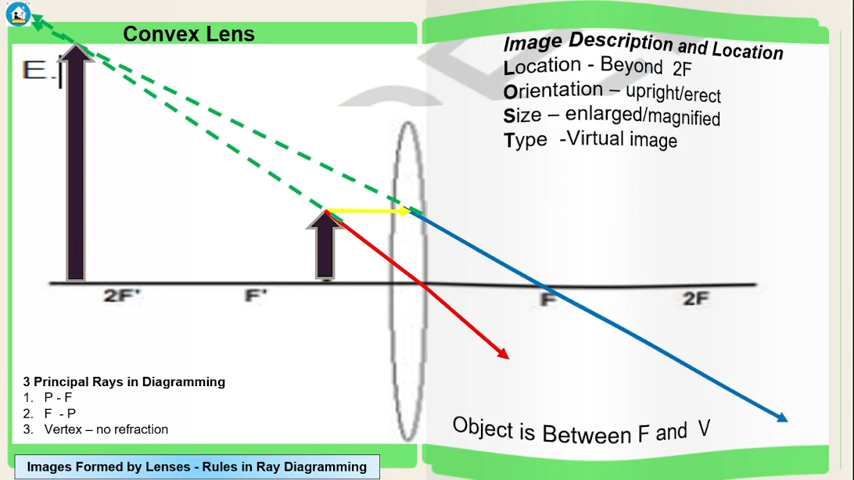 Convex Lens
E.
2F' F' F 2F
3 Principal Rays in Diagramming
1. P - F
2. F - P
3. Vertex – no refraction
Images Formed by Lenses - Rules in Ray Diagramming
Image Description and Location
Location - Beyond 2F
Orientation – upright/erect
Size – enlarged/magnified
Type -Virtual image
Object is Between F and V